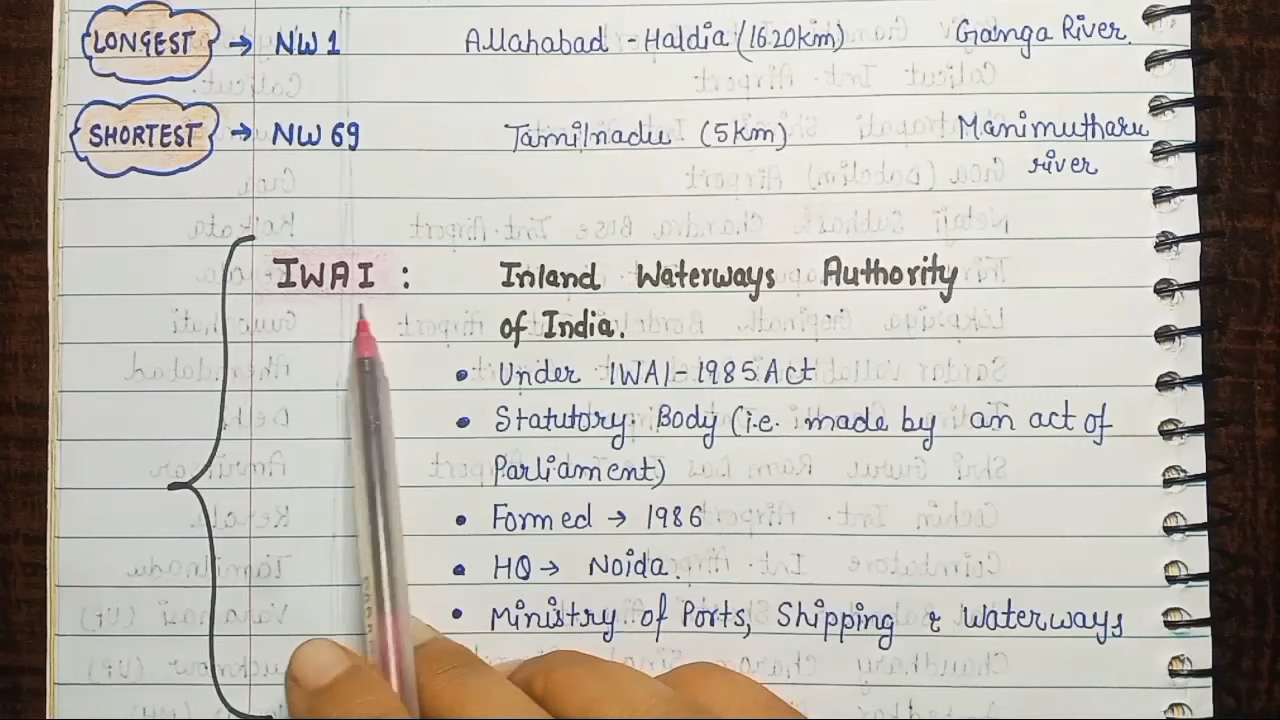 LONGEST → NW 1 Allahabad - Haldia (1620km) Ganga River.
SHORTEST → NW 69 Tamilnadu (5km) Manimutharu
river
IWAI : Inland Waterways Authority
of India.
• Under IWAI-1985 Act
• Statutory Body (i.e. made by an act of
Parliament)
• Formed → 1986
• HQ → Noida.
• Ministry of Ports, Shipping & Waterways